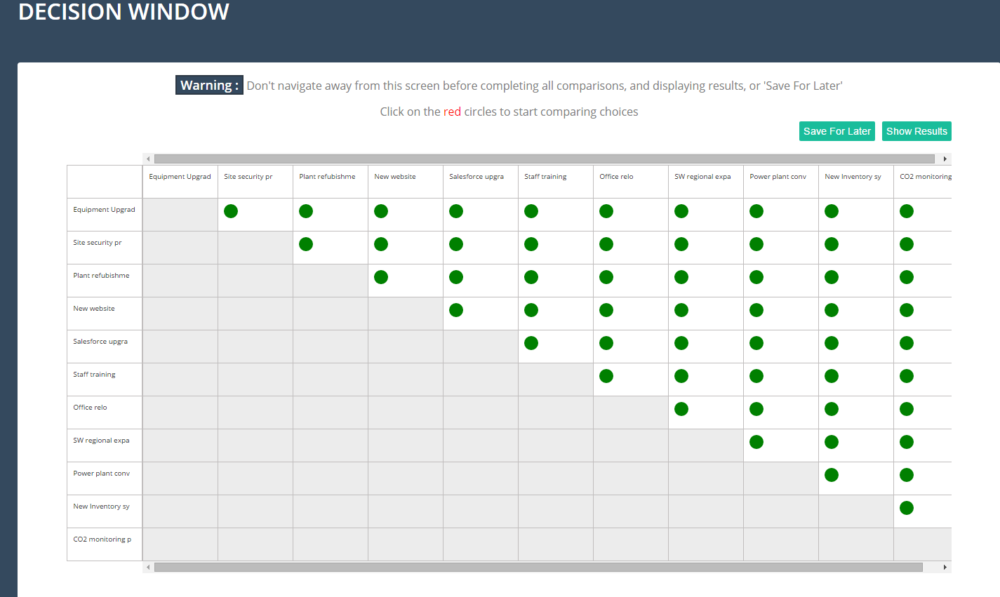 DECISION WINDOW
Warning : Don't navigate away from this screen before completing all comparisons, and displaying results, or 'Save For Later'
Click on the red circles to start comparing choices
Save For Later Show Results
Equipment Upgrad Site security pr Plant refubishme New website Salesforce upgra Staff training Office relo SW regional expa Power plant conv New Inventory sy CO2 monitoring
Equipment Upgrad
Site security pr
Plant refubishme
New website
Salesforce upgra
Staff training
Office relo
SW regional expa
Power plant conv
New Inventory sy
CO2 monitoring p